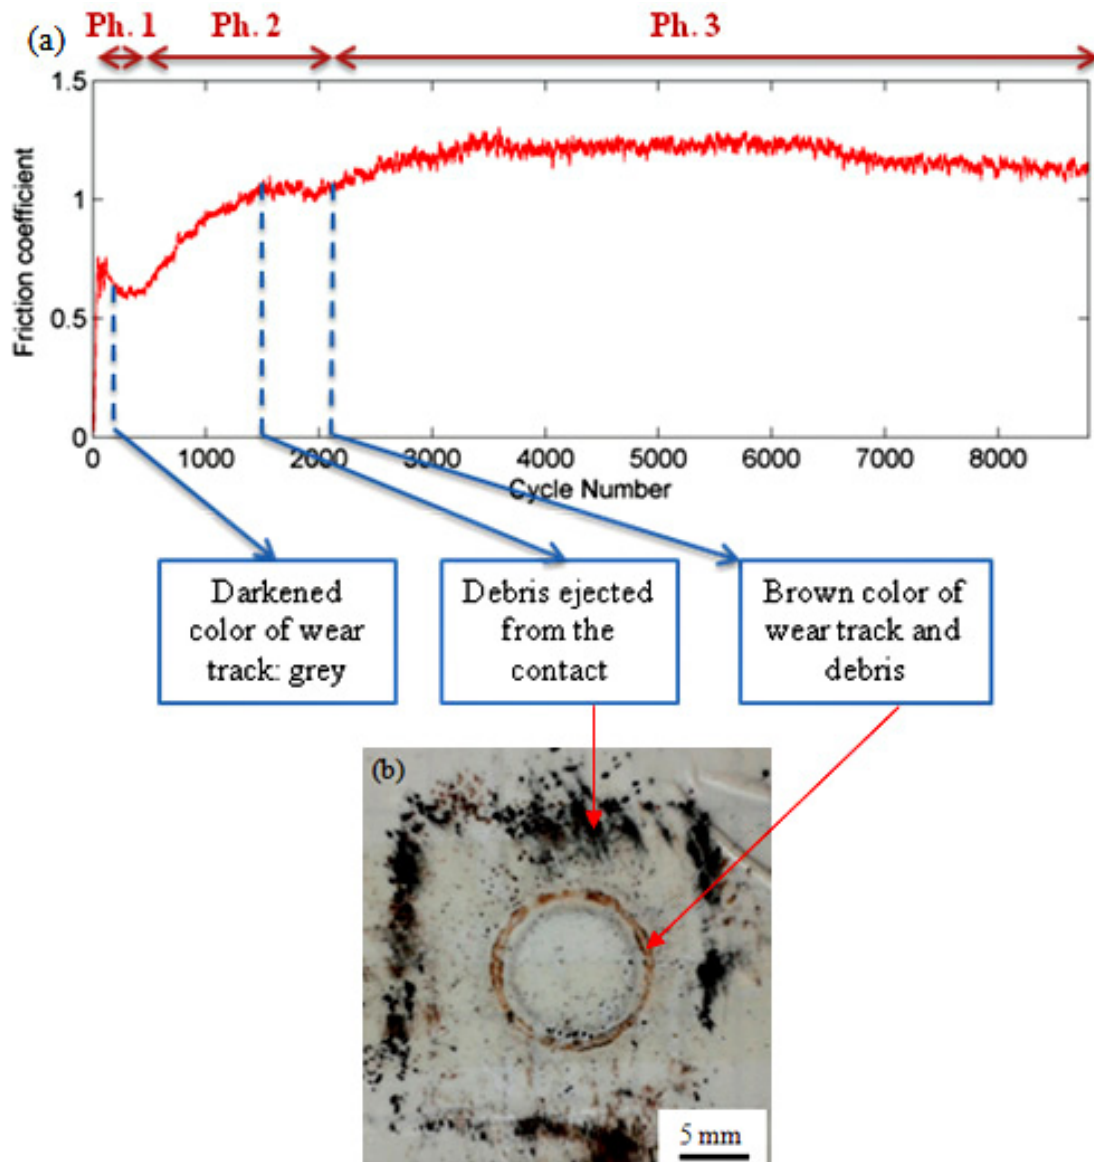 Ph. 1 Ph. 2 Ph. 3
(a)
1.5
1
0.5
0
Friction coefficient
0 1000 2000 3000 4000 5000 6000 7000 8000
Cycle Number
Darkened
color of wear
track: grey
Debris ejected
from the
contact
Brown color of
wear track and
debris
(b)
5 mm